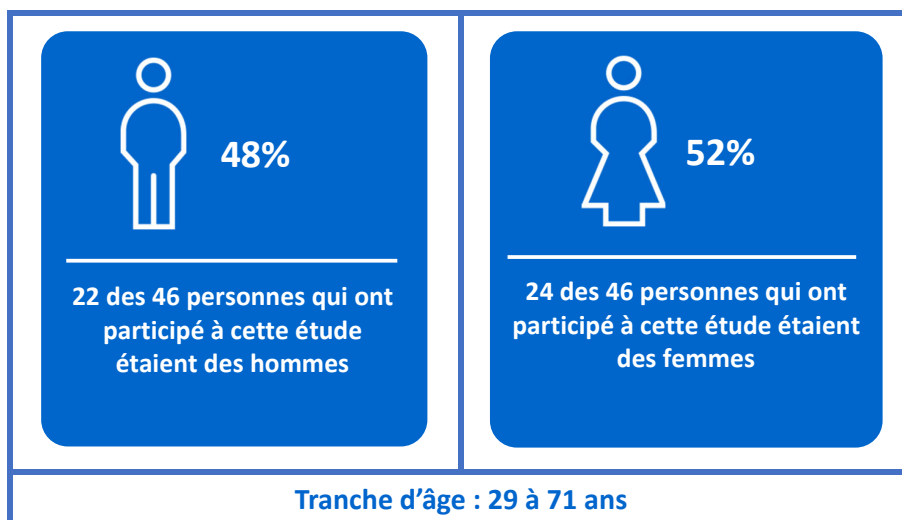 48%
22 des 46 personnes qui ont
participé à cette étude
étaient des hommes
52%
24 des 46 personnes qui ont
participé à cette étude étaient
des femmes
Tranche d’âge : 29 à 71 ans